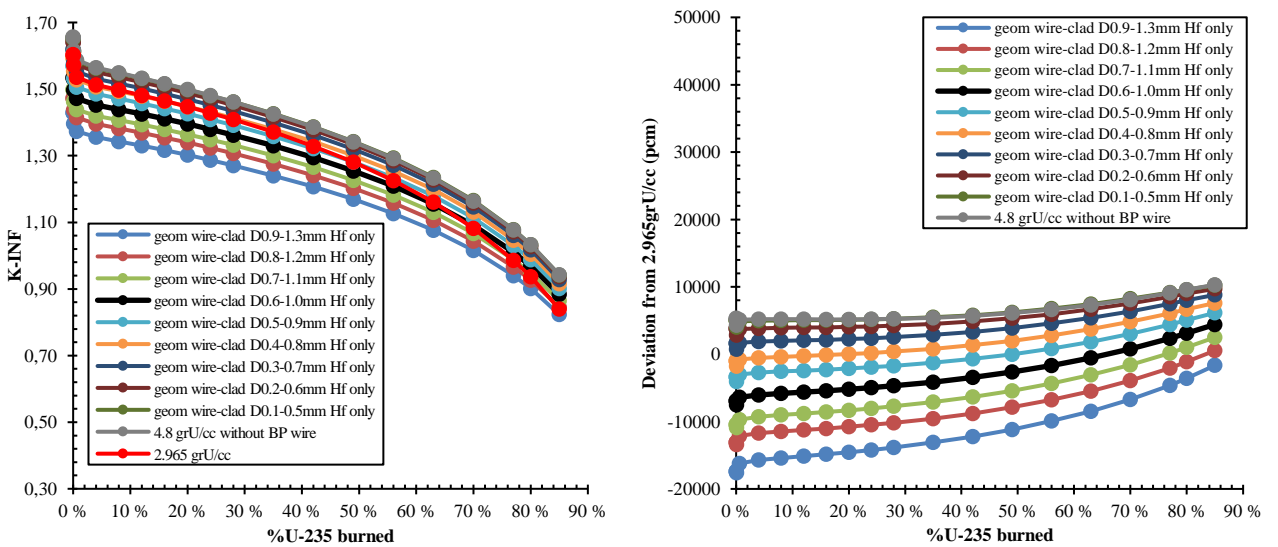 1,70
1,50
1,30
1,10
0,90
0,70
0,50
0,30
K-INF
geom wire-clad D0.9-1.3mm Hf only
geom wire-clad D0.8-1.2mm Hf only
geom wire-clad D0.7-1.1mm Hf only
geom wire-clad D0.6-1.0mm Hf only
geom wire-clad D0.5-0.9mm Hf only
geom wire-clad D0.4-0.8mm Hf only
geom wire-clad D0.3-0.7mm Hf only
geom wire-clad D0.2-0.6mm Hf only
geom wire-clad D0.1-0.5mm Hf only
4.8 grU/cc without BP wire
2.965 grU/cc
0 % 10 % 20 % 30 % 40 % 50 % 60 % 70 % 80 % 90 %
%U-235 burned
50000
40000
30000
20000
10000
0
-10000
-20000
Deviation from 2.965grU/cc (pcm)
geom wire-clad D0.9-1.3mm Hf only
geom wire-clad D0.8-1.2mm Hf only
geom wire-clad D0.7-1.1mm Hf only
geom wire-clad D0.6-1.0mm Hf only
geom wire-clad D0.5-0.9mm Hf only
geom wire-clad D0.4-0.8mm Hf only
geom wire-clad D0.3-0.7mm Hf only
geom wire-clad D0.2-0.6mm Hf only
geom wire-clad D0.1-0.5mm Hf only
4.8 grU/cc without BP wire
0 % 10 % 20 % 30 % 40 % 50 % 60 % 70 % 80 % 90 %
%U-235 burned